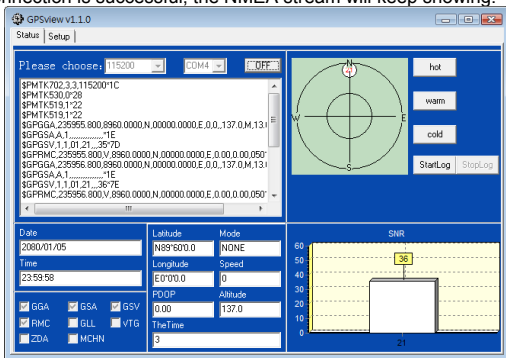 nnection is successful, the NMEA stream will keep showing.
GPSview v1.1.0
Status Setup
Please choose: 115200 COM4 OFF
$PMTK702,3,3,115200*1C
$PMTK530,0*28
$PMTK519,1*22
$PMTK519,1*22
$GPGGA,235955.800,8960.0000,N,00000.0000,E,0,0,,137.0,M,13.
$GPGSA,A,1,,,,,,,,,,,,,,,*1E
$GPGSV,1,1,01,21,,,35*7D
$GPRMC,235955.800,V,8960.0000,N,00000.0000,E,0.00,0.00,050
$GPGGA,235956.800,8960.0000,N,00000.0000,E,0,0,,137.0,M,13.
$GPGSA,A,1,,,,,,,,,,,,,,,*1E
$GPGSV,1,1,01,21,,,36*7E
$GPRMC,235956.800,V,8960.0000,N,00000.0000,E,0.00,0.00,050
N
W E
S
hot
warm
cold
StartLog StopLog
Date
2080/01/05
Time
23:59:58
GGA GSA GSV
RMC GLL VTG
ZDA MCHN
Latitude Mode
N89°60'0.0 NONE
Longitude Speed
E0°0'0.0 0
PDOP Altitude
0.00 137.0
TheTime
3
SNR
60
50
40
30
20
10
0
36
21